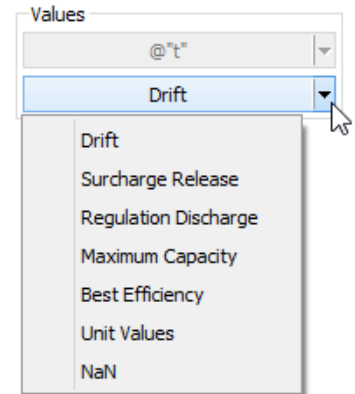 Values
@"t"
Drift
Drift
Surcharge Release
Regulation Discharge
Maximum Capacity
Best Efficiency
Unit Values
NaN